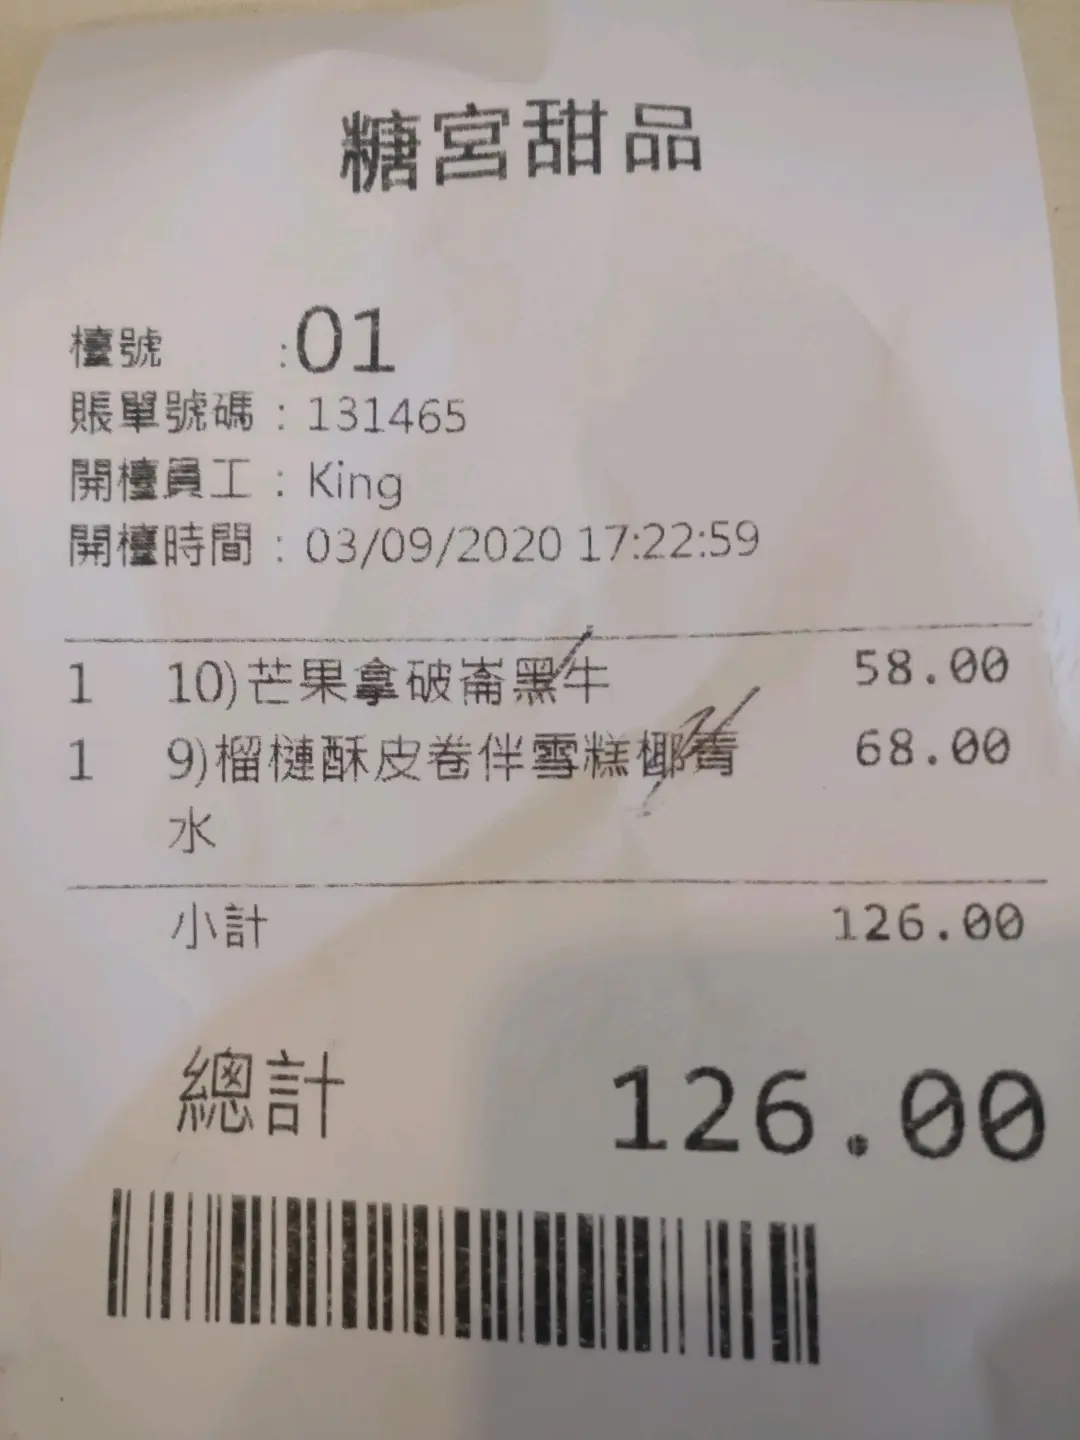 糖宮甜品
檯號 :01
賬單號碼 : 131465
開檯員工 : King
開檯時間 : 03/09/2020 17:22:59
1 10)芒果拿破崙黑牛 58.00
1 9)榴槤酥皮卷伴雪糕椰青 68.00
水
小計 126.00
總計 126.00